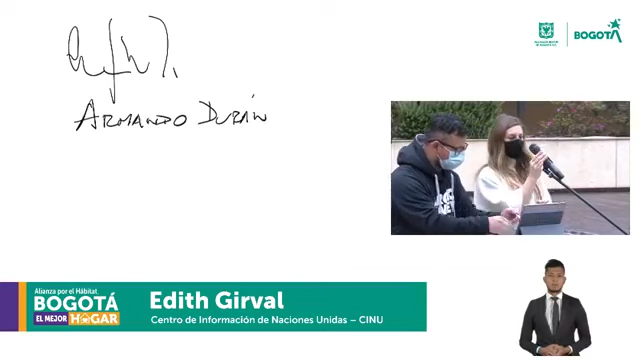 ARMANDO DURÁN
BOGOTÁ
Alianza por el Hábitat
BOGOTÁ
EL MEJOR HOGAR
Edith Girval
Centro de Información de Naciones Unidas – CINU